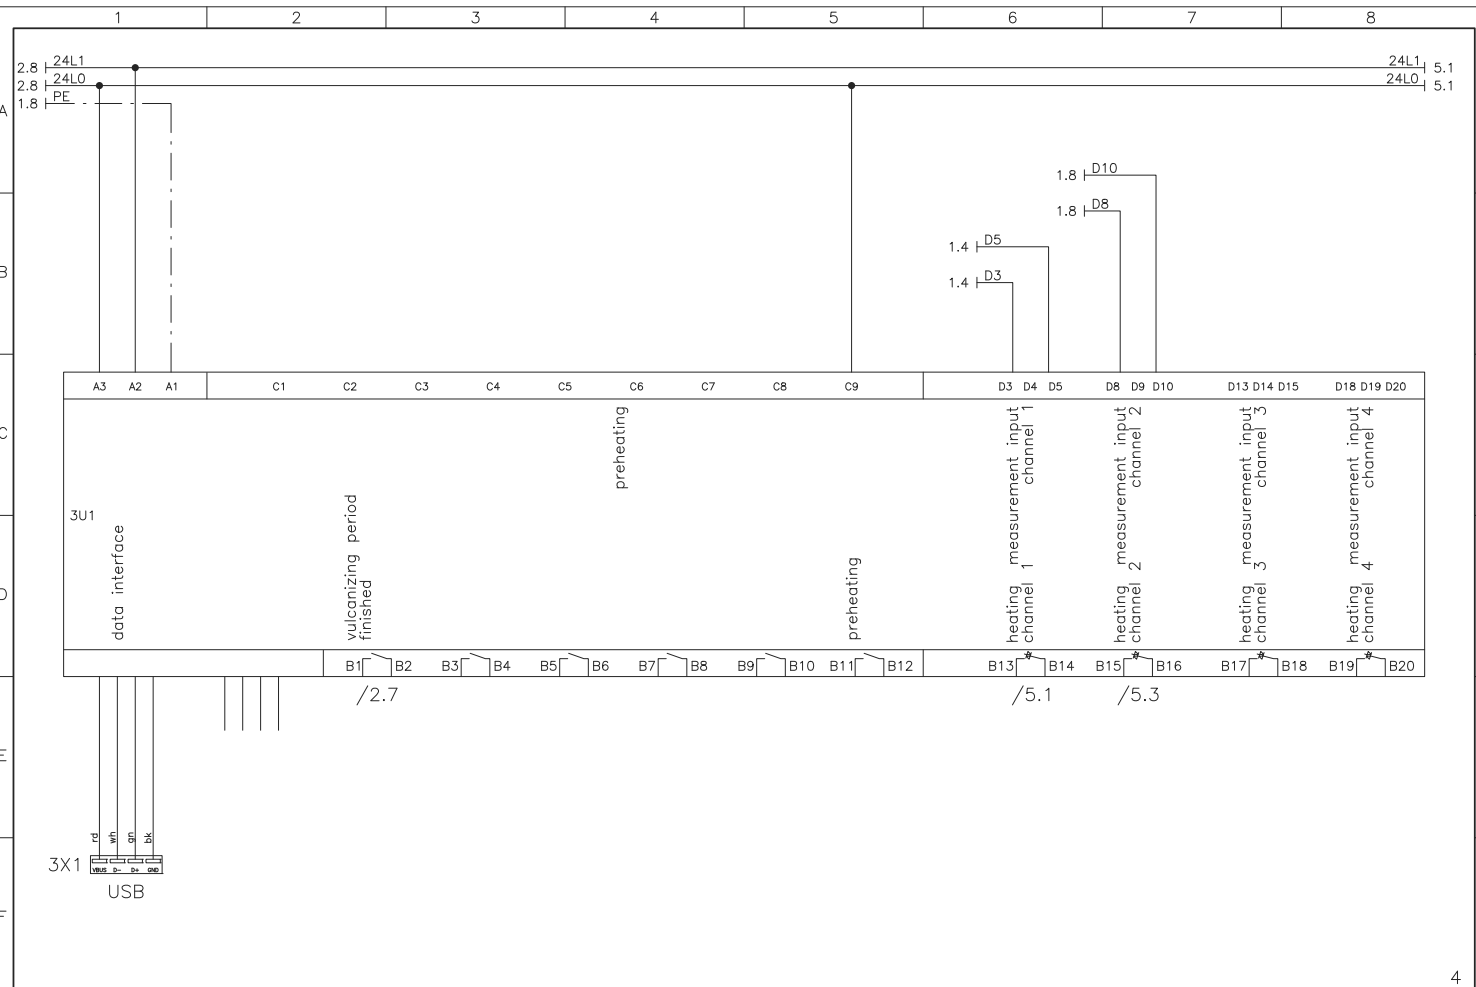 1 2 3 4 5 6 7 8
2.8 24L1 24L1 5.1
2.8 24L0 24L0 5.1
1.8 PE
A
1.8 D10
1.8 D8
1.4 D5
B
1.4 D3
A3 A2 A1 C1 C2 C3 C4 C5 C6 C7 C8 C9 D3 D4 D5 D8 D9 D10 D13 D14 D15 D18 D19 D20
C
3U1
data interface
vulcanizing period
finished
preheating
preheating
heating measurement input
channel 1 channel 1
heating measurement input
channel 2 channel 2
heating measurement input
channel 3 channel 3
heating measurement input
channel 4 channel 4
D
B1 B2 B3 B4 B5 B6 B7 B8 B9 B10 B11 B12 B13 B14 B15 B16 B17 B18 B19 B20
/2.7 /5.1 /5.3
E
rd wh gn bk
3X1
VBUS D- D+ GND
USB
F
4